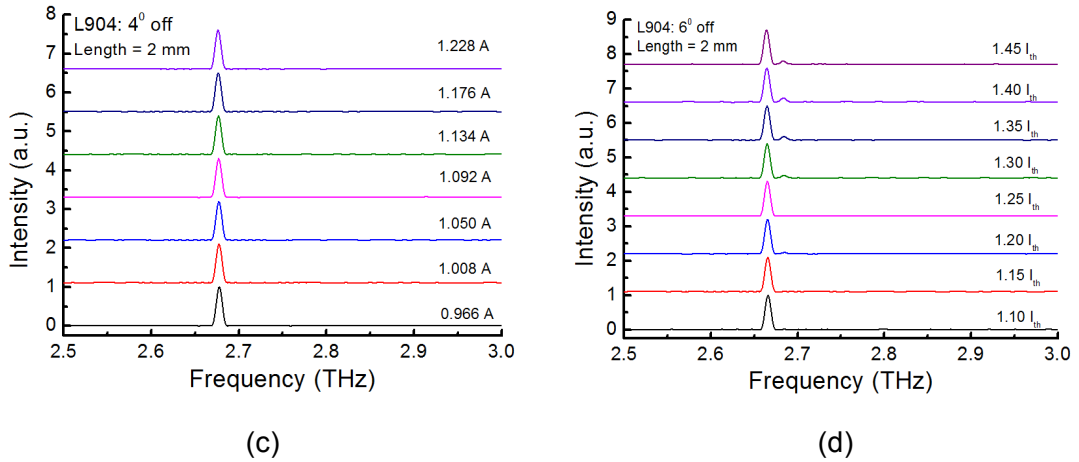 L904: 4⁰ off
Length = 2 mm
8
7
6
5
4
3
2
1
0
Intensity (a.u.)
1.228 A
1.176 A
1.134 A
1.092 A
1.050 A
1.008 A
0.966 A
2.5 2.6 2.7 2.8 2.9 3.0
Frequency (THz)
(c)
L904: 6⁰ off
Length = 2 mm
9
8
7
6
5
4
3
2
1
0
Intensity (a.u.)
1.45 Iₜₕ
1.40 Iₜₕ
1.35 Iₜₕ
1.30 Iₜₕ
1.25 Iₜₕ
1.20 Iₜₕ
1.15 Iₜₕ
1.10 Iₜₕ
2.5 2.6 2.7 2.8 2.9 3.0
Frequency (THz)
(d)